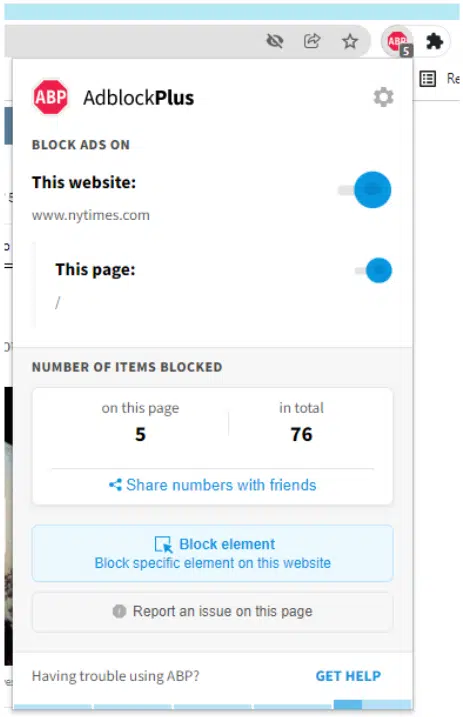 ABP
5
Re
ABP AdblockPlus
BLOCK ADS ON
This website:
www.nytimes.com
This page:
/
NUMBER OF ITEMS BLOCKED
on this page in total
5 76
Share numbers with friends
Block element
Block specific element on this website
Report an issue on this page
Having trouble using ABP? GET HELP